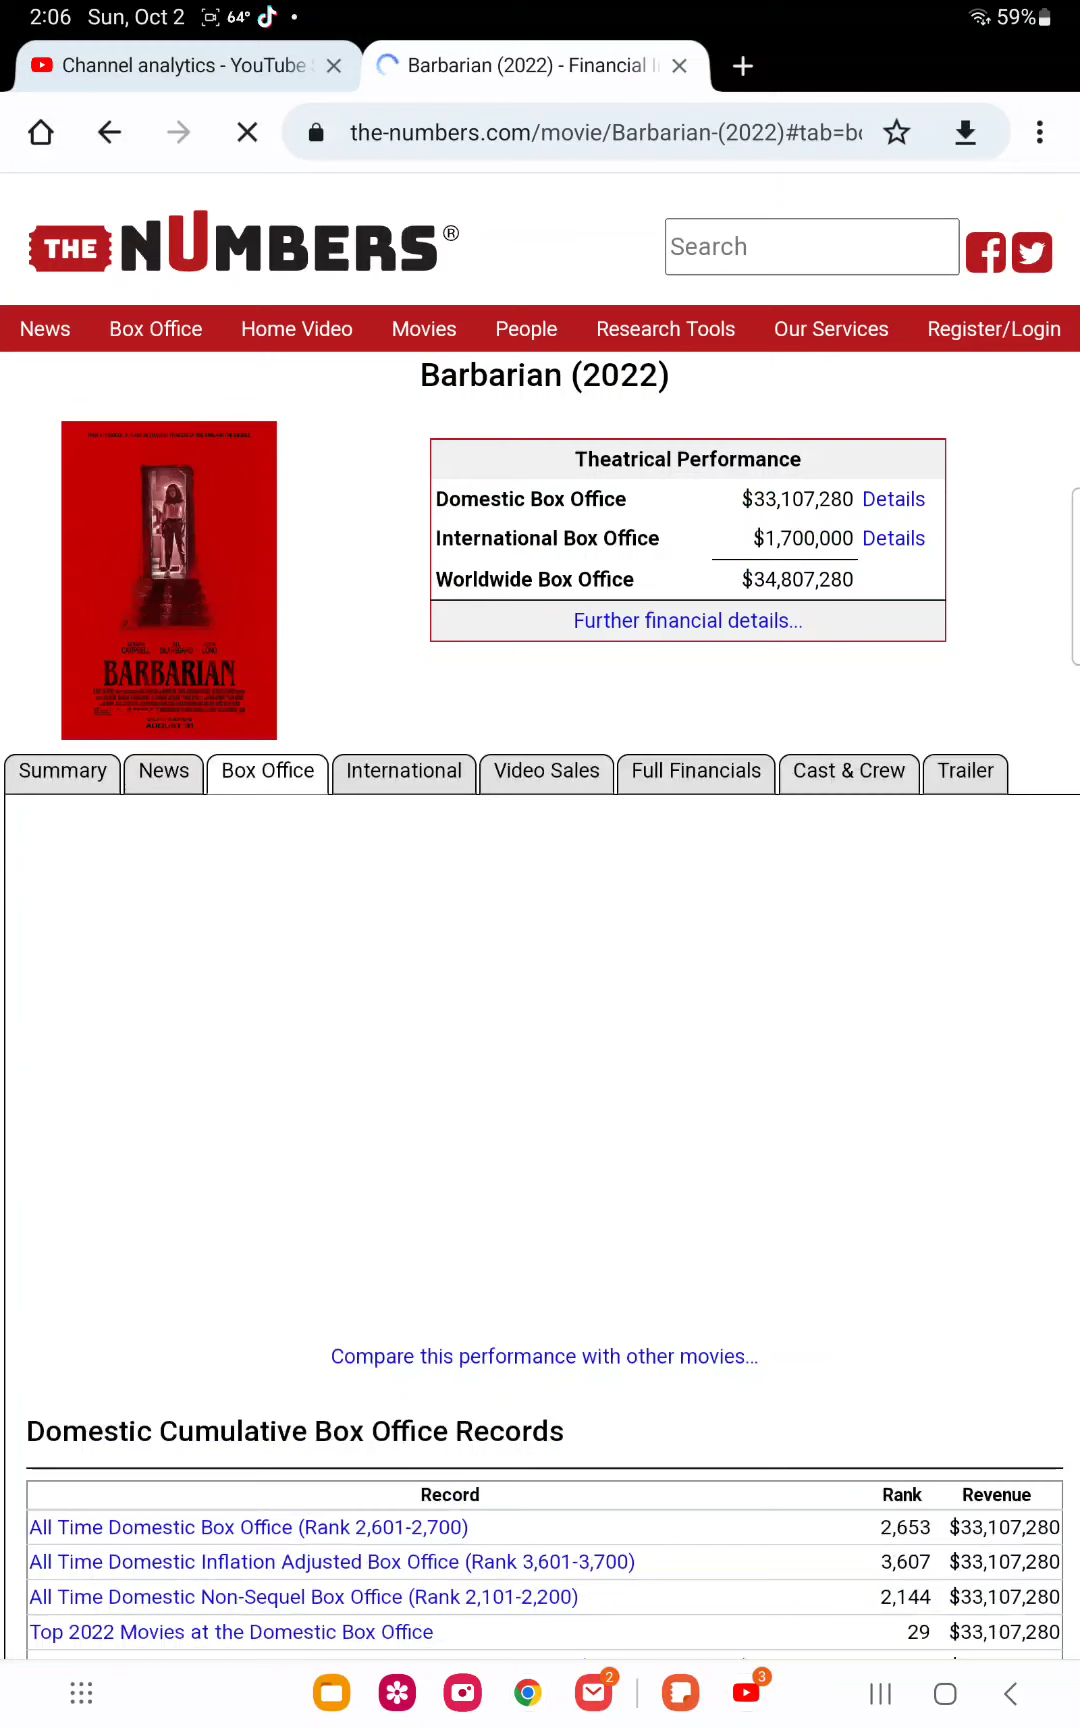 2:06 Sun, Oct 2 64° 59%
Channel analytics - YouTube
Barbarian (2022) - Financial
the-numbers.com/movie/Barbarian-(2022)#tab=bo
THE NUMBERS®
Search
News Box Office Home Video Movies People Research Tools Our Services Register/Login
Barbarian (2022)
Theatrical Performance
Domestic Box Office $33,107,280 Details
International Box Office $1,700,000 Details
Worldwide Box Office $34,807,280
Further financial details...
BARBARIAN
Summary News Box Office International Video Sales Full Financials Cast & Crew Trailer
Compare this performance with other movies...
Domestic Cumulative Box Office Records
Record Rank Revenue
All Time Domestic Box Office (Rank 2,601-2,700) 2,653 $33,107,280
All Time Domestic Inflation Adjusted Box Office (Rank 3,601-3,700) 3,607 $33,107,280
All Time Domestic Non-Sequel Box Office (Rank 2,101-2,200) 2,144 $33,107,280
Top 2022 Movies at the Domestic Box Office 29 $33,107,280
2 3